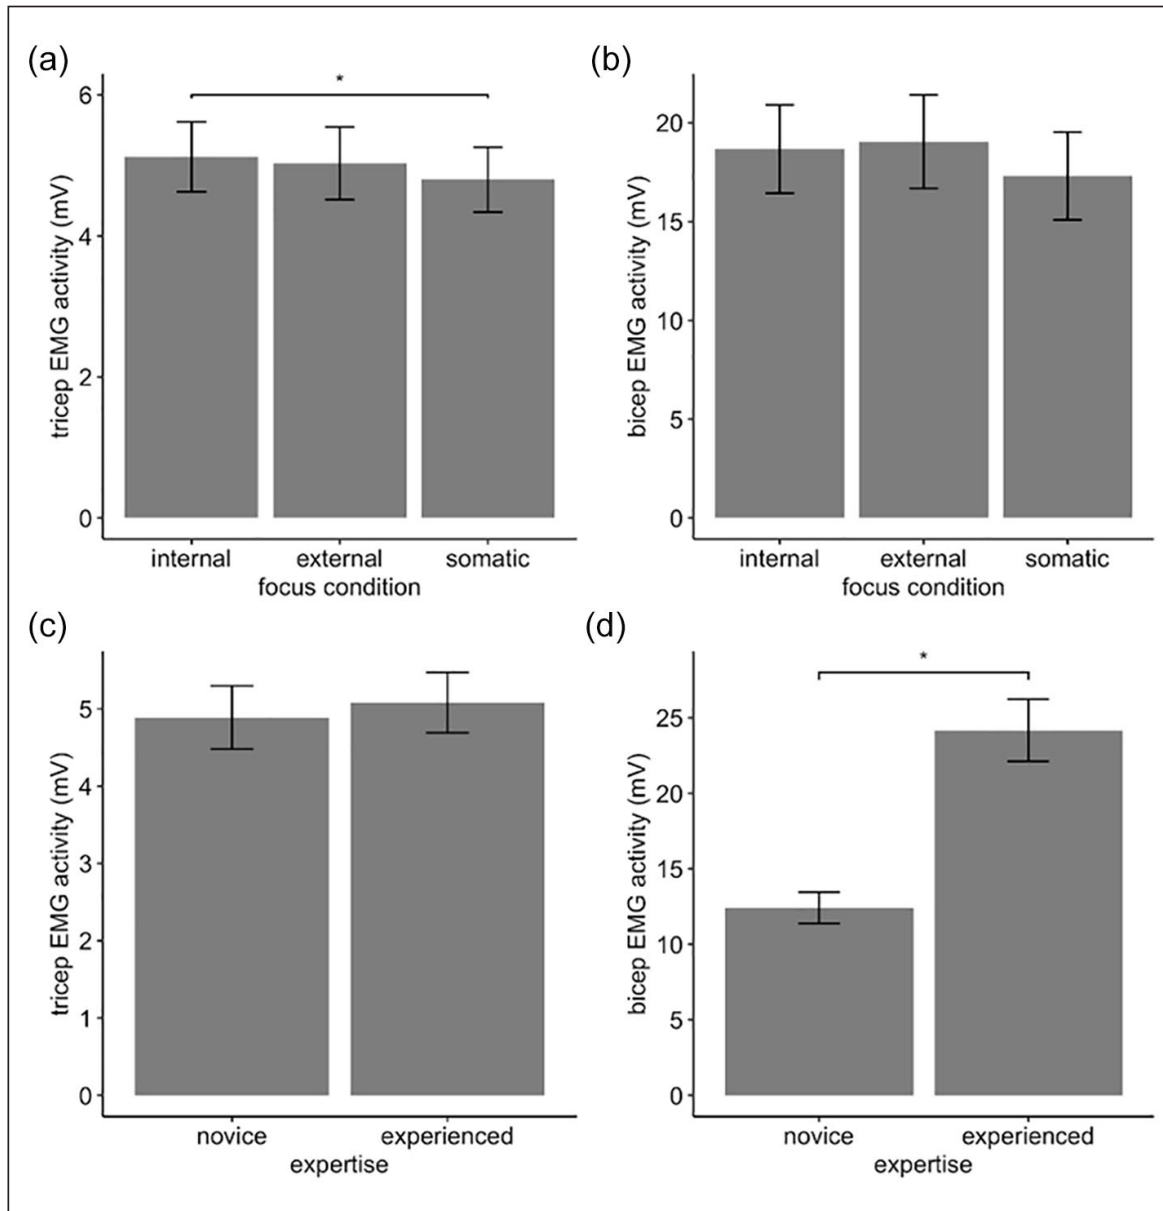 (a)
*
6
4
2
0
tricep EMG activity (mV)
internal external somatic
focus condition
(b)
20
15
10
5
0
bicep EMG activity (mV)
internal external somatic
focus condition
(c)
5
4
3
2
1
0
tricep EMG activity (mV)
novice experienced
expertise
(d)
*
25
20
15
10
5
0
bicep EMG activity (mV)
novice experienced
expertise